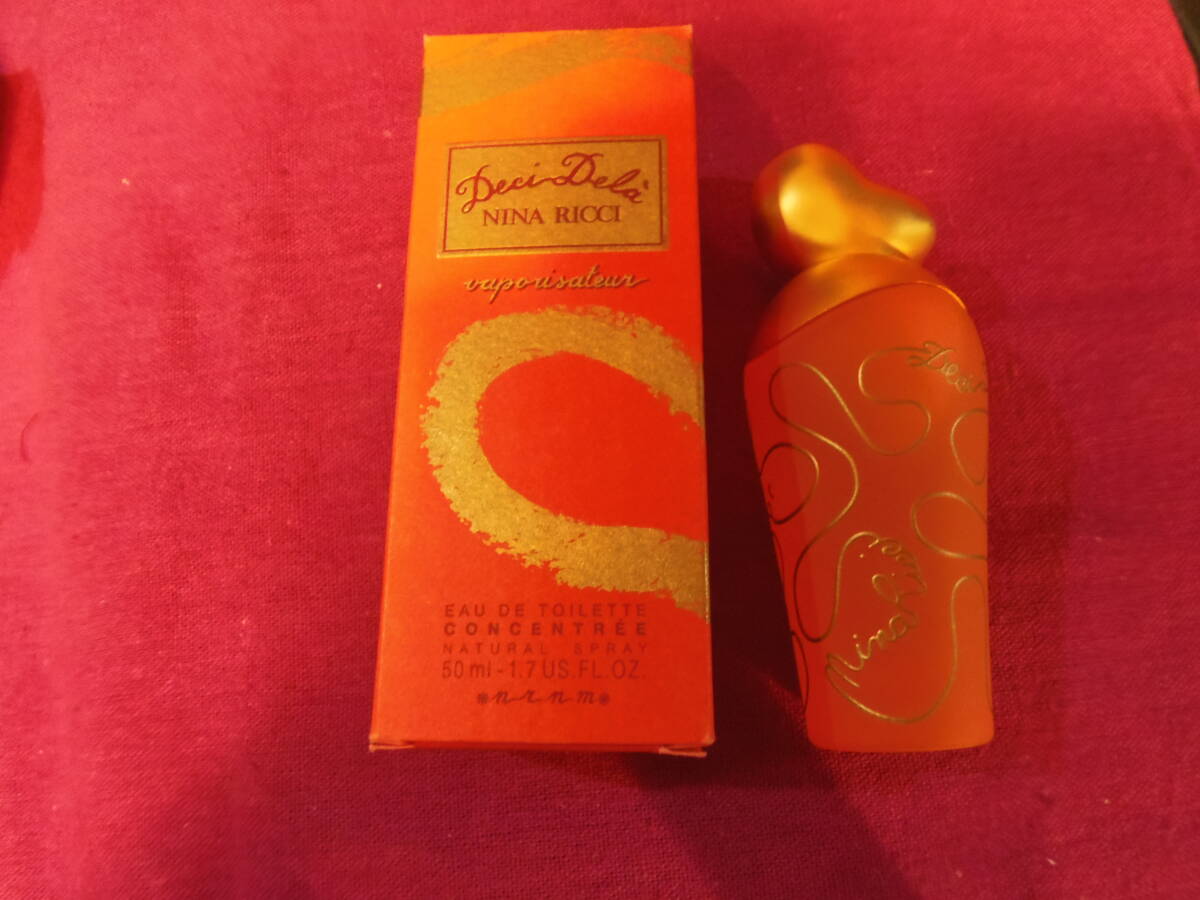 Deci-Delà
NINA RICCI
vaporisateur
EAU DE TOILETTE
CONCENTRÉE
NATURAL SPRAY
50 ml - 1.7 US.FL.OZ.
Deci
Nina Ricci